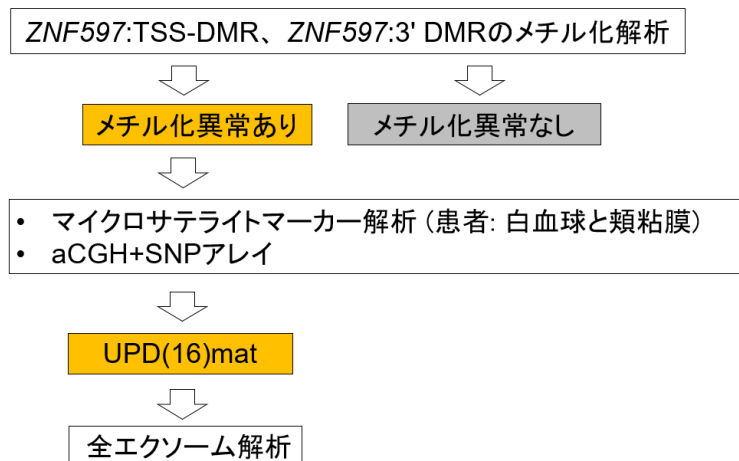 ZNF597:TSS-DMR、ZNF597:3' DMRのメチル化解析
メチル化異常あり
メチル化異常なし
• マイクロサテライトマーカー解析 (患者: 白血球と頬粘膜)
• aCGH+SNPアレイ
UPD(16)mat
全エクソーム解析